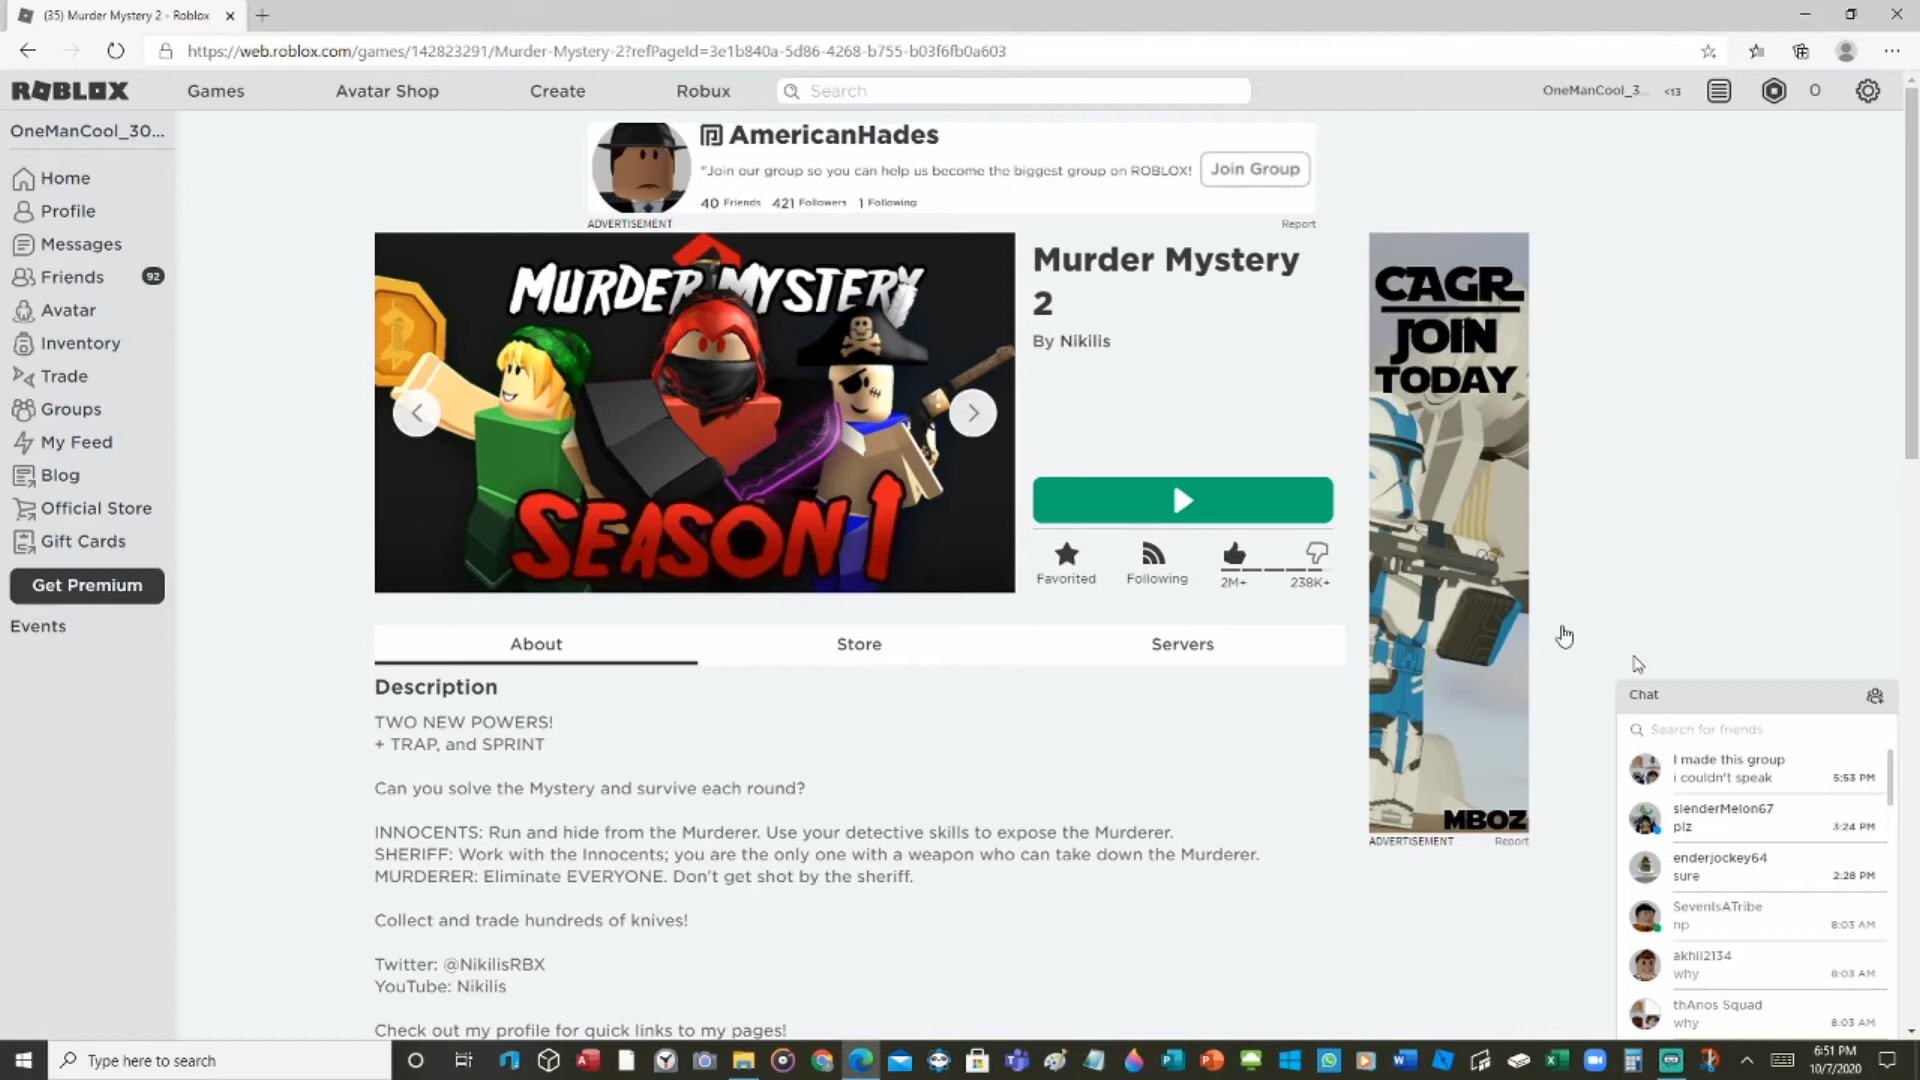 (35) Murder Mystery 2 - Roblox
https://web.roblox.com/games/142823291/Murder-Mystery-2?refPageId=3e1b840a-5d86-4268-b755-b03f6fb0a603
ROBLOX
Games
Avatar Shop
Create
Robux
Search
OneManCool_3...
<13
0
OneManCool_30...
Home
Profile
Messages
Friends
92
Avatar
Inventory
Trade
Groups
My Feed
Blog
Official Store
Gift Cards
Get Premium
Events
AmericanHades
"Join our group so you can help us become the biggest group on ROBLOX!
Join Group
40 Friends 421 Followers 1 Following
ADVERTISEMENT
Report
MURDER MYSTERY
2
SEASON 1
Murder Mystery
2
By Nikilis
Favorited
Following
2M+
238K+
CAGR
JOIN
TODAY
MBOZ
ADVERTISEMENT
Report
About
Store
Servers
Description
TWO NEW POWERS!
+ TRAP, and SPRINT
Can you solve the Mystery and survive each round?
INNOCENTS: Run and hide from the Murderer. Use your detective skills to expose the Murderer.
SHERIFF: Work with the Innocents; you are the only one with a weapon who can take down the Murderer.
MURDERER: Eliminate EVERYONE. Don't get shot by the sheriff.
Collect and trade hundreds of knives!
Twitter: @NikilisRBX
YouTube: Nikilis
Check out my profile for quick links to my pages!
Chat
Search for friends
I made this group
i couldn't speak
5:53 PM
slenderMelon67
plz
3:24 PM
enderjockey64
sure
2:28 PM
SevenIsATribe
np
8:03 AM
akhil2134
why
8:03 AM
thAnos Squad
why
8:03 AM
Type here to search
6:51 PM
10/7/2020